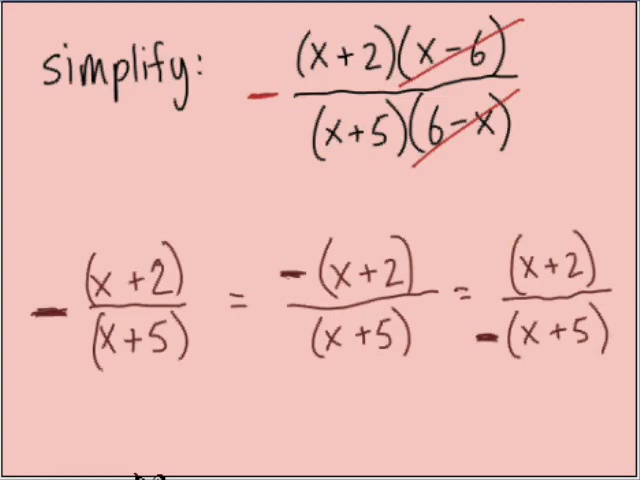 simplify: - (x+2)(x-6) / (x+5)(6-x)
- (x+2) / (x+5) = -(x+2) / (x+5) = (x+2) / -(x+5)